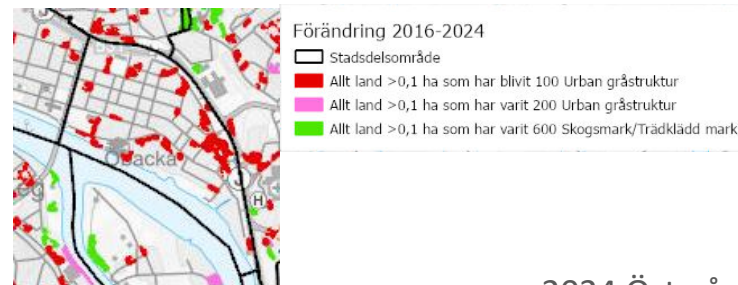 Förändring 2016-2024
Stadsdelsområde
Allt land >0,1 ha som har blivit 100 Urban gråstruktur
Allt land >0,1 ha som har varit 200 Urban gråstruktur
Allt land >0,1 ha som har varit 600 Skogsmark/Trädklädd mark
J
Öbacka
J
H
eg